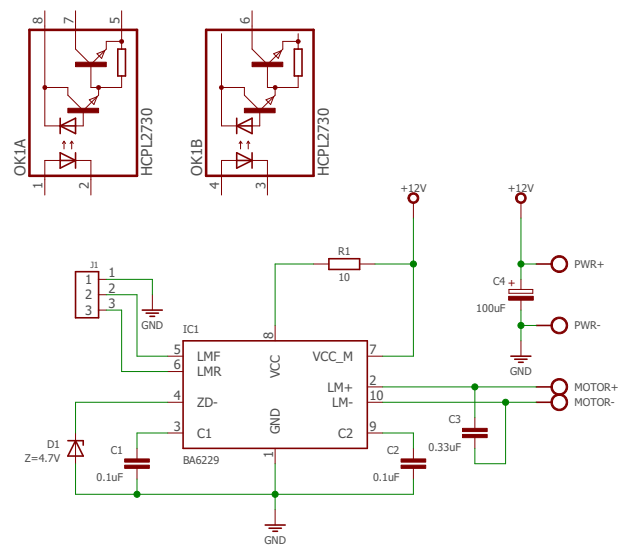 8 7 5
OK1A
HCPL2730
1 2
6
OK1B
HCPL2730
4 3
+12V
+12V
R1
10
PWR+
C4
+
100uF
PWR-
GND
J1
1 1
2 2
3 3
GND
IC1
8
VCC
5 LMF
6 LMR
VCC_M 7
LM+ 2
LM- 10
MOTOR+
MOTOR-
4 ZD-
3 C1
GND
1
C2 9
BA6229
D1
Z=4.7V
C1
0.1uF
C2
0.1uF
C3
0.33uF
GND